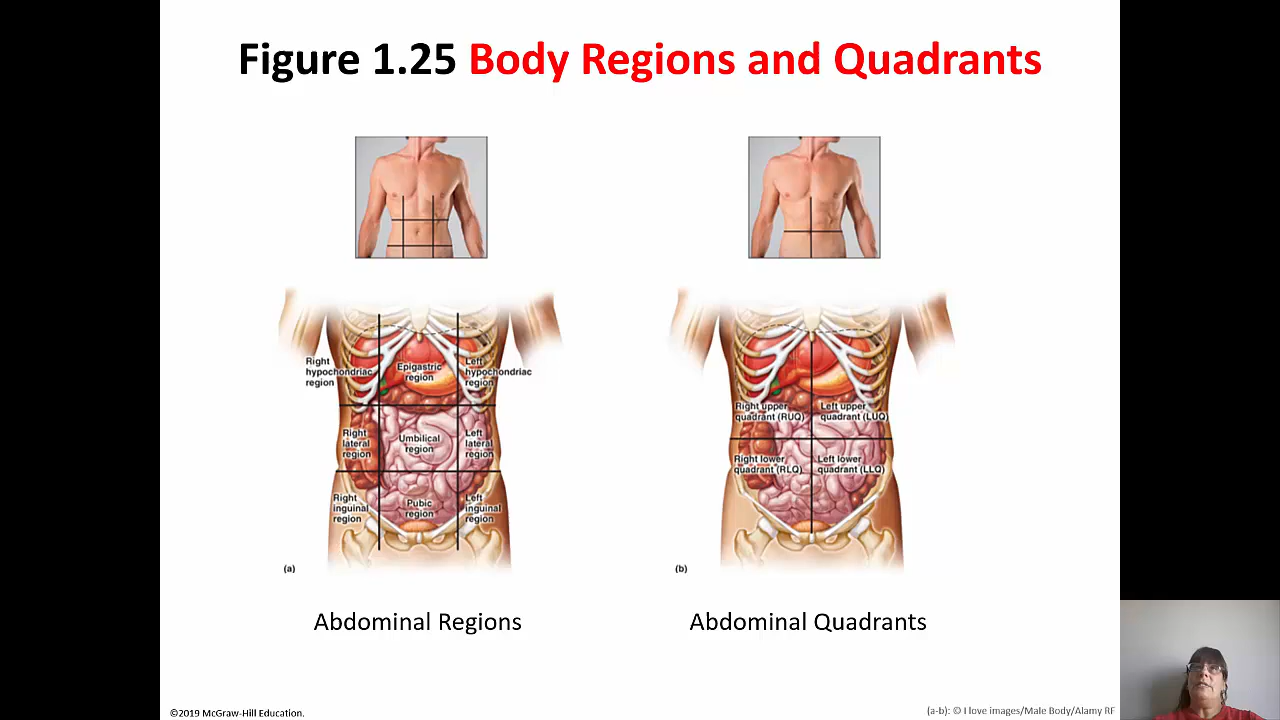 Figure 1.25 Body Regions and Quadrants
Right
hypochondriac
region
Epigastric
region
Left
hypochondriac
region
Right
lateral
region
Umbilical
region
Left
lateral
region
Right
inguinal
region
Pubic
region
Left
inguinal
region
(a)
Abdominal Regions
Right upper
quadrant (RUQ)
Left upper
quadrant (LUQ)
Right lower
quadrant (RLQ)
Left lower
quadrant (LLQ)
(b)
Abdominal Quadrants
©2019 McGraw-Hill Education.
(a-b): © I love images/Male Body/Alamy RF